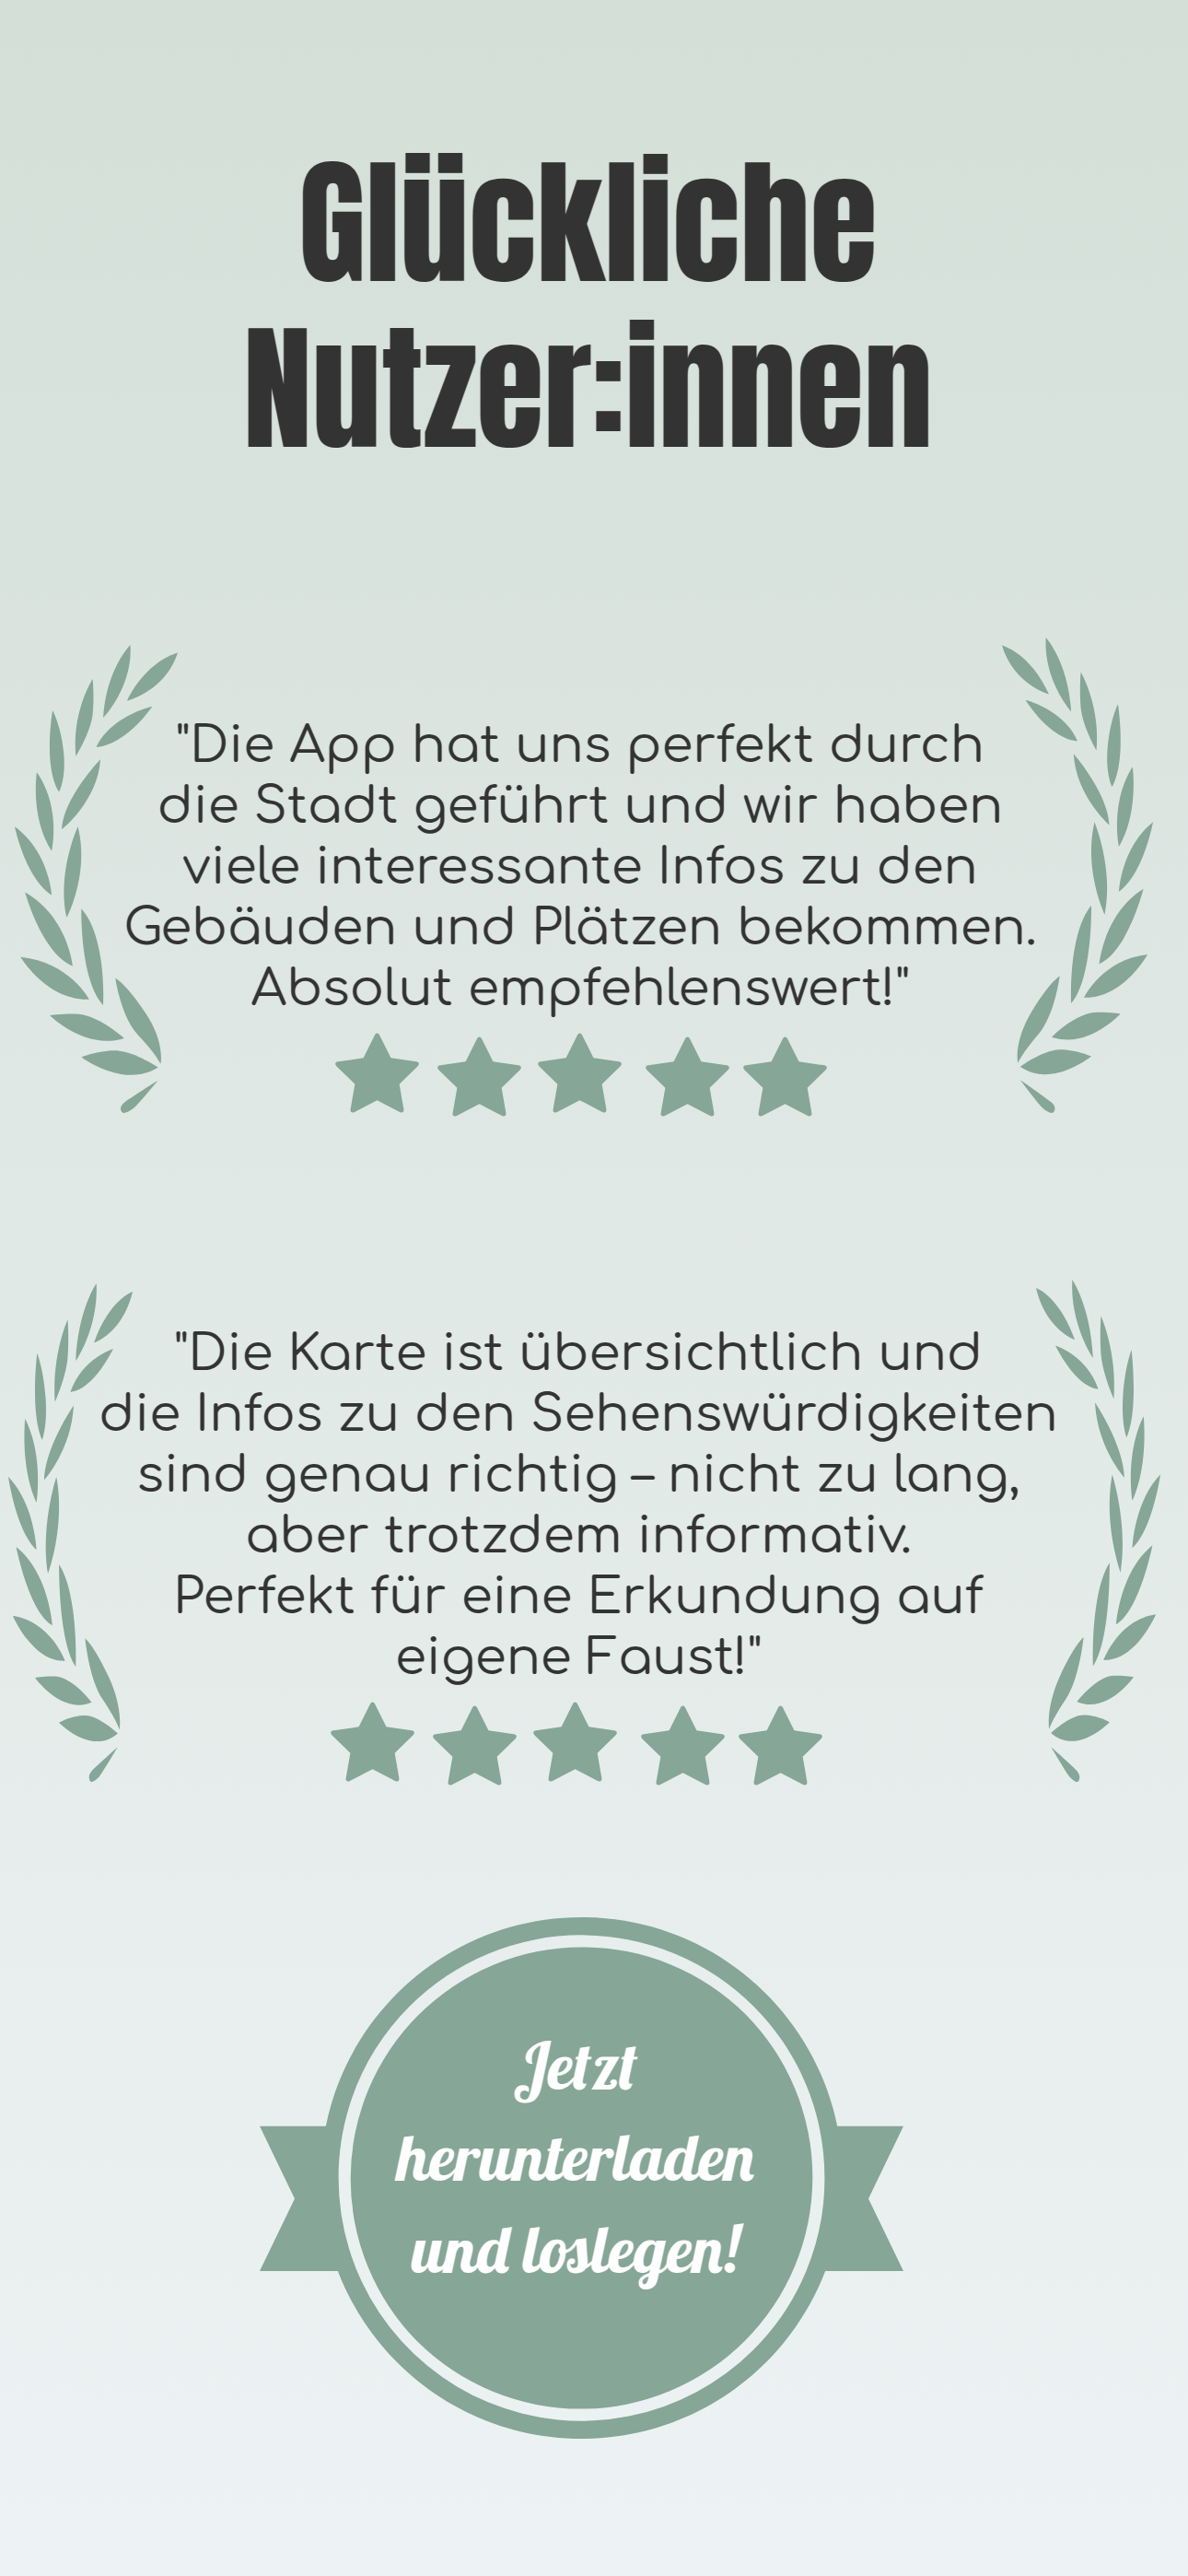 Glückliche
Nutzer:innen
"Die App hat uns perfekt durch
die Stadt geführt und wir haben
viele interessante Infos zu den
Gebäuden und Plätzen bekommen.
Absolut empfehlenswert!"
"Die Karte ist übersichtlich und
die Infos zu den Sehenswürdigkeiten
sind genau richtig – nicht zu lang,
aber trotzdem informativ.
Perfekt für eine Erkundung auf
eigene Faust!"
Jetzt
herunterladen
und loslegen!